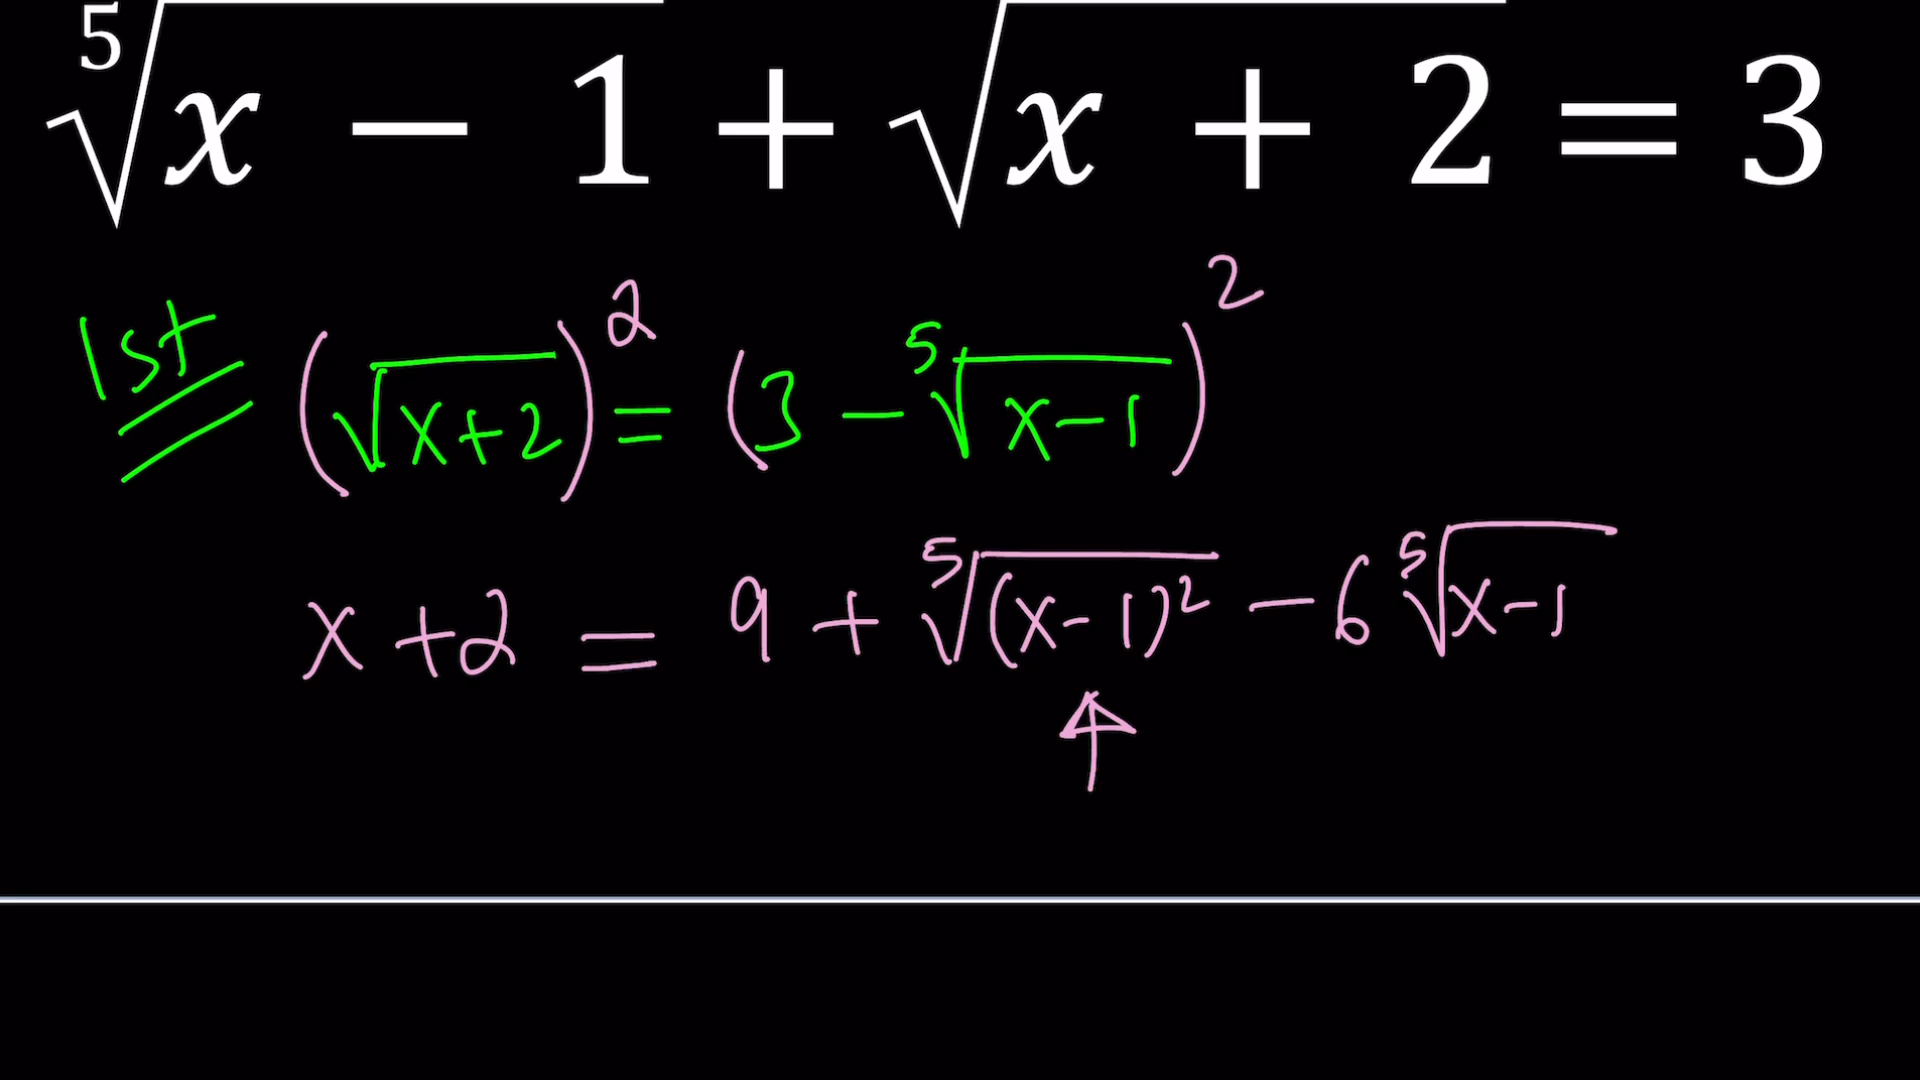 ⁵√(x − 1) + √(x + 2) = 3
1st (√(x+2))² = (3 − ⁵√(x−1))²
x + 2 = 9 + ⁵√((x−1)²) − 6 ⁵√(x−1)
↑